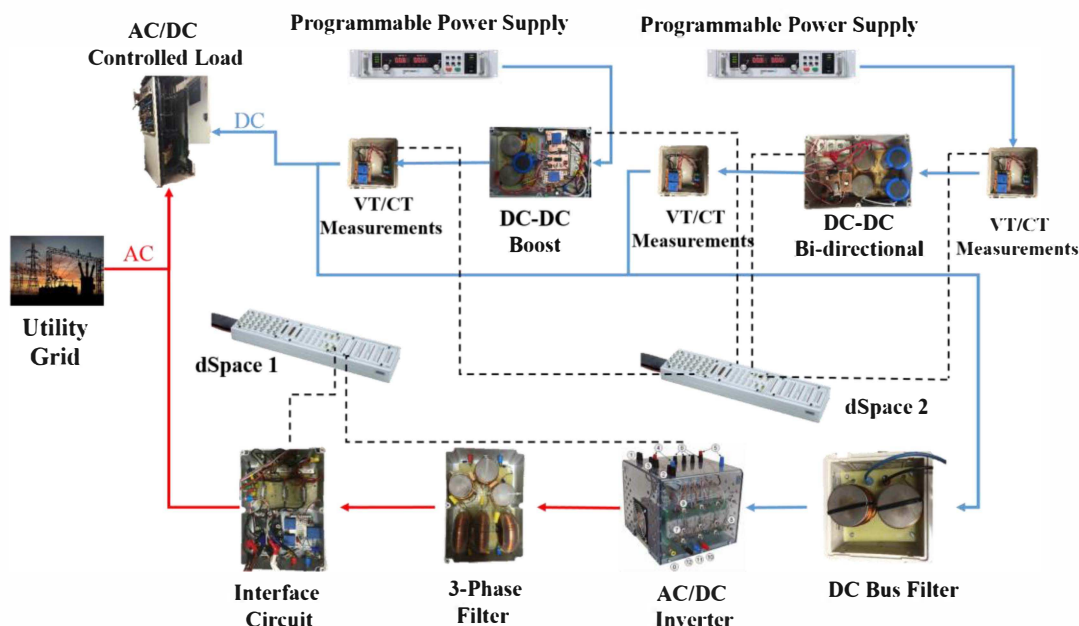 Programmable Power Supply
Programmable Power Supply
AC/DC
Controlled Load
DC
VT/CT
Measurements
DC-DC
Boost
VT/CT
Measurements
DC-DC
Bi-directional
VT/CT
Measurements
AC
Utility
Grid
dSpace 1
dSpace 2
Interface
Circuit
3-Phase
Filter
AC/DC
Inverter
DC Bus Filter